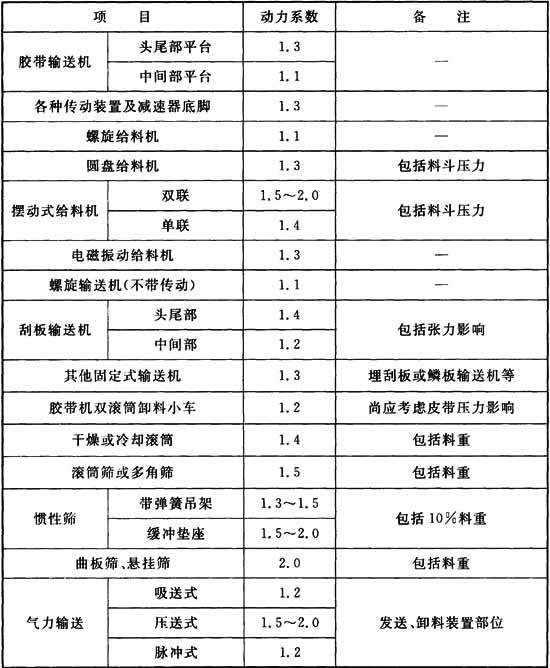 项 目 动力系数 备 注
胶带输送机 头尾部平台 1.3 —
中间部平台 1.1
各种传动装置及减速器底脚 1.3 —
螺旋给料机 1.1 —
圆盘给料机 1.3 包括料斗压力
摆动式给料机 双联 1.5～2.0 包括料斗压力
单联 1.4
电磁振动给料机 1.3 —
螺旋输送机(不带传动) 1.1 —
刮板输送机 头尾部 1.4 包括张力影响
中间部 1.2
其他固定式输送机 1.3 埋刮板或鳞板输送机等
胶带机双滚筒卸料小车 1.2 尚应考虑皮带压力影响
干燥或冷却滚筒 1.4 包括料重
滚筒筛或多角筛 1.5 包括料重
惯性筛 带弹簧吊架 1.3～1.5 包括10%料重
缓冲垫座 1.5～2.0
曲板筛、悬挂筛 2.0 包括料重
气力输送 吸送式 1.2 发送、卸料装置部位
压送式 1.5～2.0
脉冲式 1.2